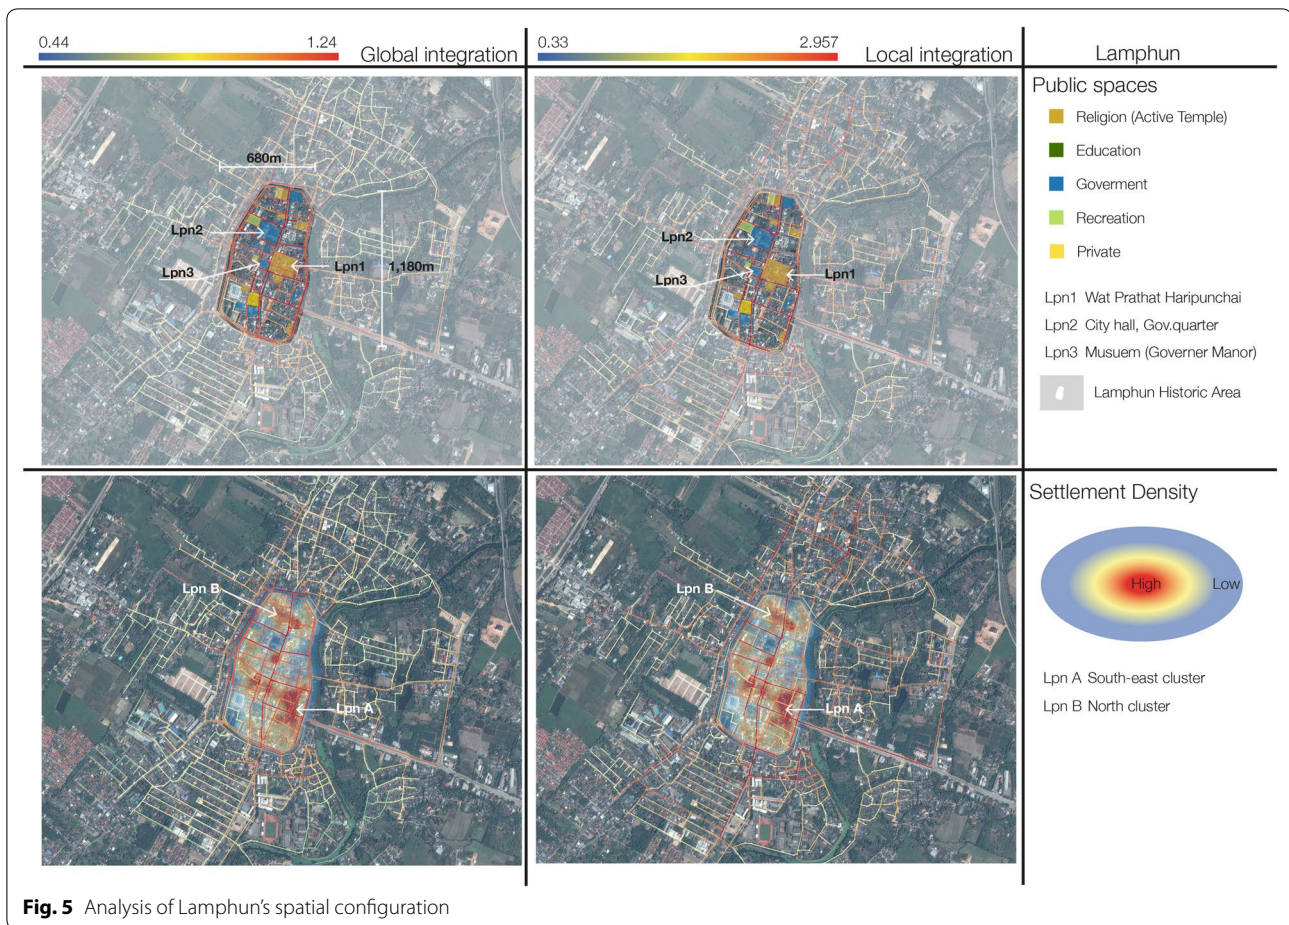 0.44 1.24 Global integration 0.33 2.957 Local integration Lamphun
680m
Lpn2
Lpn3
Lpn1
1,180m
Lpn2
Lpn3
Lpn1
Public spaces
Religion (Active Temple)
Education
Goverment
Recreation
Private
Lpn1 Wat Prathat Haripunchai
Lpn2 City hall, Gov.quarter
Lpn3 Musuem (Governer Manor)
Lamphun Historic Area
Lpn B
Lpn A
Lpn B
Lpn A
Settlement Density
High Low
Lpn A South-east cluster
Lpn B North cluster
Fig. 5 Analysis of Lamphun's spatial configuration